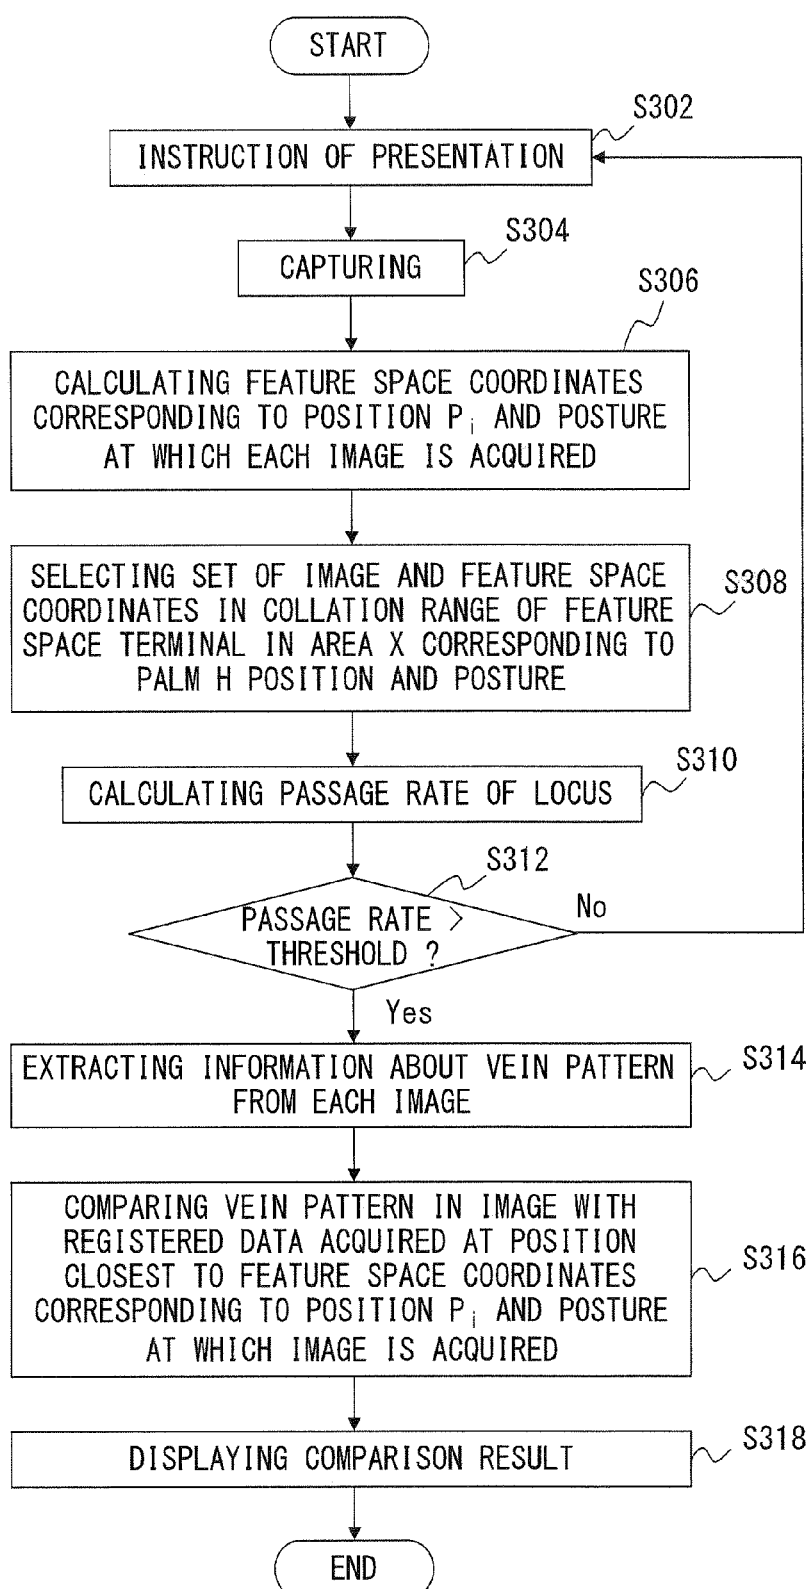 START
S302
INSTRUCTION OF PRESENTATION
S304
CAPTURING
S306
CALCULATING FEATURE SPACE COORDINATES
CORRESPONDING TO POSITION Pi AND POSTURE
AT WHICH EACH IMAGE IS ACQUIRED
SELECTING SET OF IMAGE AND FEATURE SPACE
COORDINATES IN COLLATION RANGE OF FEATURE
SPACE TERMINAL IN AREA X CORRESPONDING TO
PALM H POSITION AND POSTURE
S308
S310
CALCULATING PASSAGE RATE OF LOCUS
S312
PASSAGE RATE >
THRESHOLD ?
No
Yes
EXTRACTING INFORMATION ABOUT VEIN PATTERN
FROM EACH IMAGE
S314
COMPARING VEIN PATTERN IN IMAGE WITH
REGISTERED DATA ACQUIRED AT POSITION
CLOSEST TO FEATURE SPACE COORDINATES
CORRESPONDING TO POSITION Pi AND POSTURE
AT WHICH IMAGE IS ACQUIRED
S316
DISPLAYING COMPARISON RESULT
S318
END